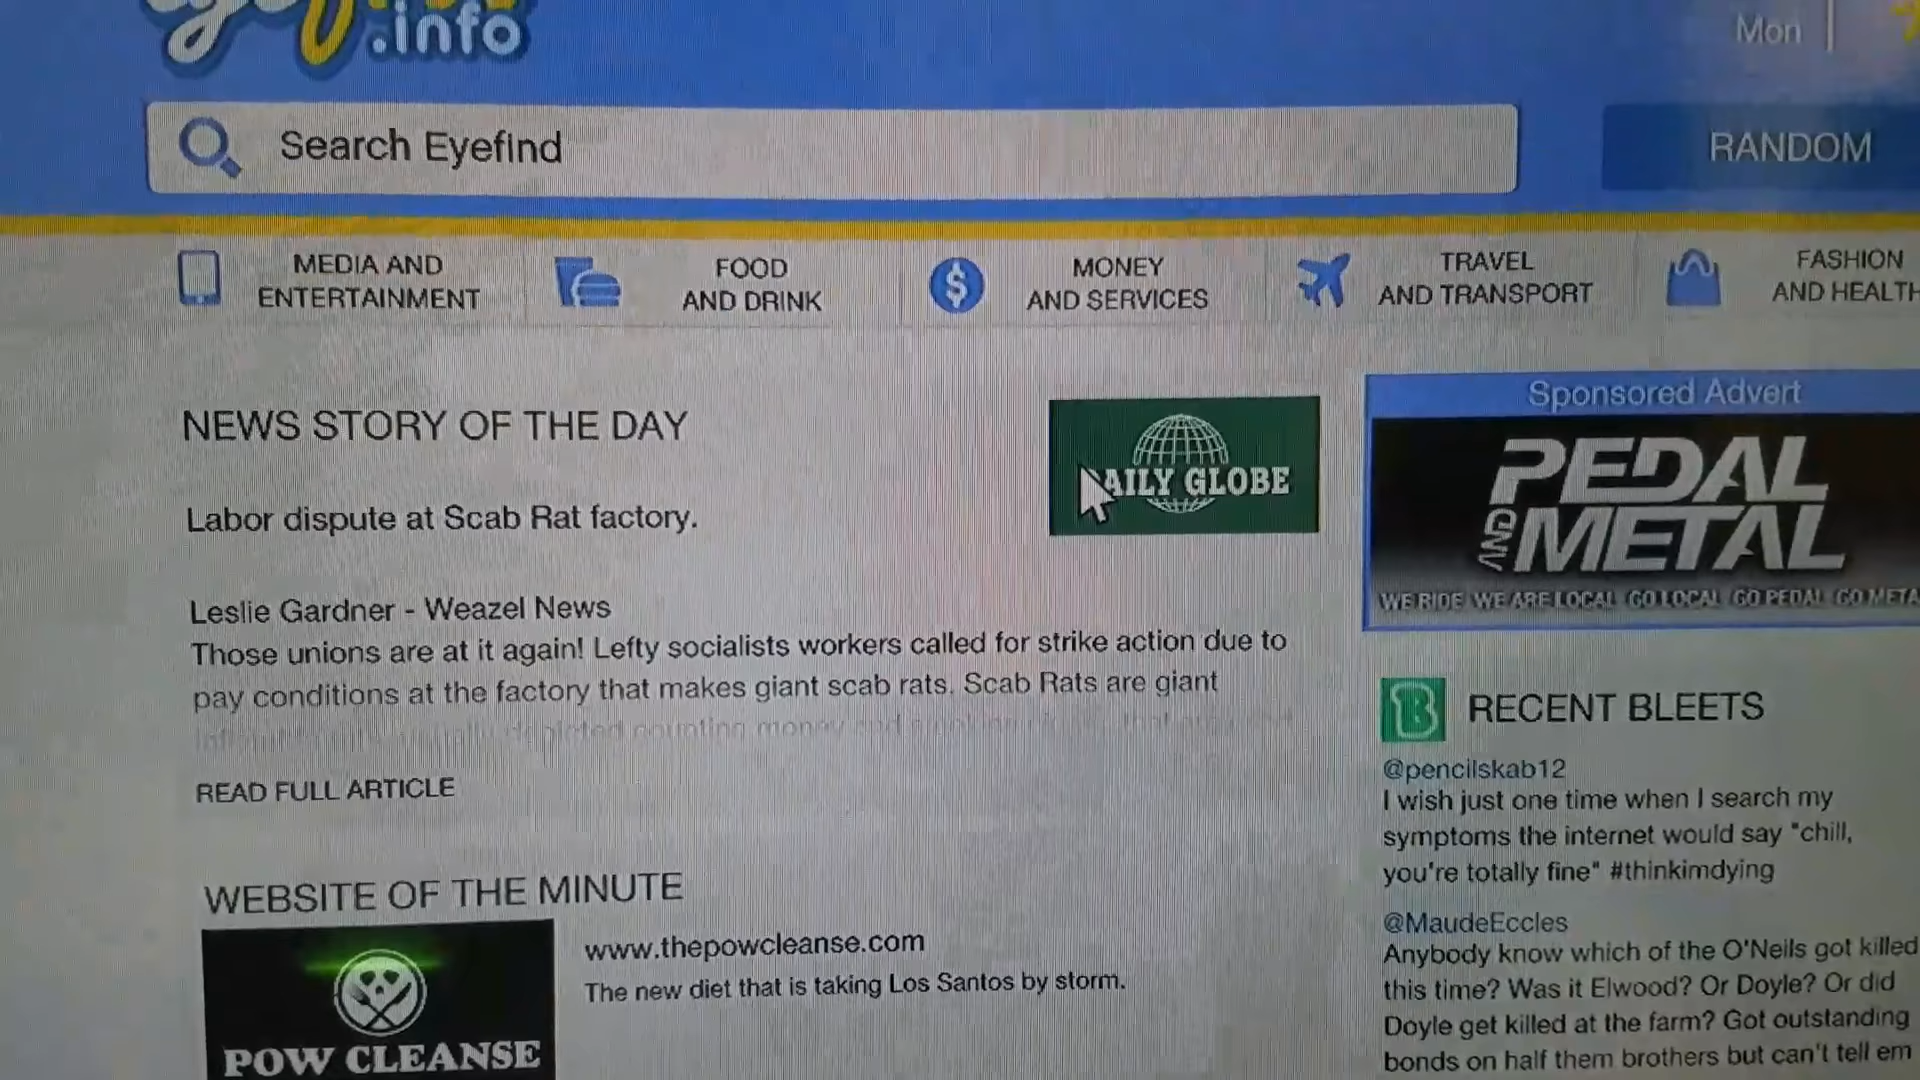 .info
Mon
Search Eyefind
RANDOM
MEDIA AND
ENTERTAINMENT
FOOD
AND DRINK
MONEY
AND SERVICES
TRAVEL
AND TRANSPORT
FASHION
AND HEALTH
NEWS STORY OF THE DAY
AILY GLOBE
Labor dispute at Scab Rat factory.
Leslie Gardner - Weazel News
Those unions are at it again! Lefty socialists workers called for strike action due to
pay conditions at the factory that makes giant scab rats. Scab Rats are giant
depicted counting money and
READ FULL ARTICLE
WEBSITE OF THE MINUTE
POW CLEANSE
www.thepowcleanse.com
The new diet that is taking Los Santos by storm.
Sponsored Advert
PEDAL
AND METAL
WE RIDE WE ARE LOCAL GO LOCAL GO PEDAL GO META
B RECENT BLEETS
@pencilskab12
I wish just one time when I search my
symptoms the internet would say "chill,
you're totally fine" #thinkimdying
@MaudeEccles
Anybody know which of the O'Neils got killed
this time? Was it Elwood? Or Doyle? Or did
Doyle get killed at the farm? Got outstanding
bonds on half them brothers but can't tell em